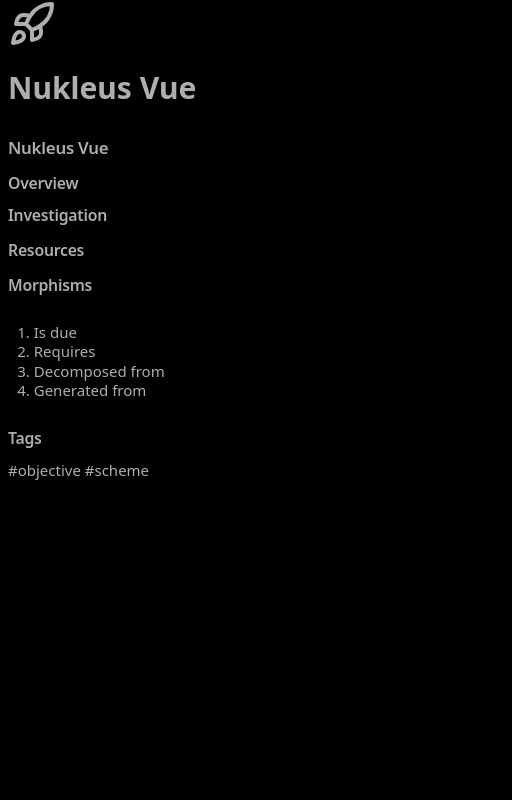 Nukleus Vue
Nukleus Vue
Overview
Investigation
Resources
Morphisms
1. Is due
2. Requires
3. Decomposed from
4. Generated from
Tags
#objective #scheme